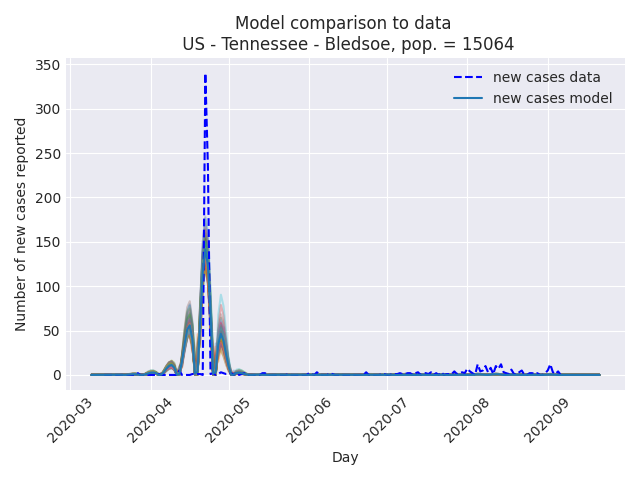 Model comparison to data
US - Tennessee - Bledsoe, pop. = 15064
new cases data
new cases model
Number of new cases reported
350
300
250
200
150
100
50
0
2020-03
2020-04
2020-05
2020-06
2020-07
2020-08
2020-09
Day